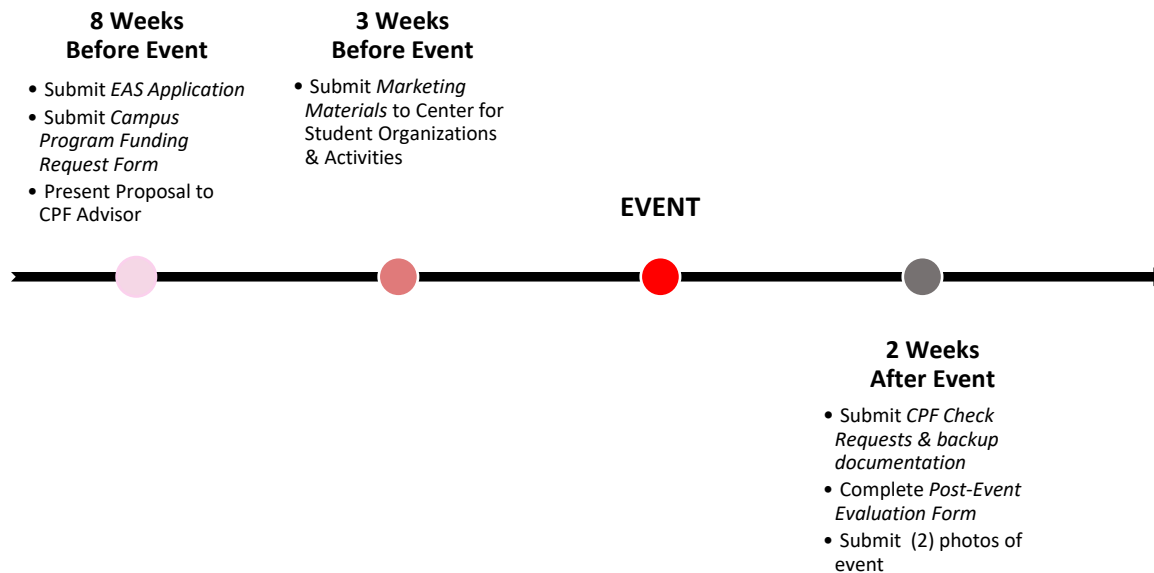 8 Weeks
Before Event
• Submit EAS Application
• Submit Campus
Program Funding
Request Form
• Present Proposal to
CPF Advisor
3 Weeks
Before Event
• Submit Marketing
Materials to Center for
Student Organizations
& Activities
EVENT
2 Weeks
After Event
• Submit CPF Check
Requests & backup
documentation
• Complete Post-Event
Evaluation Form
• Submit (2) photos of
event